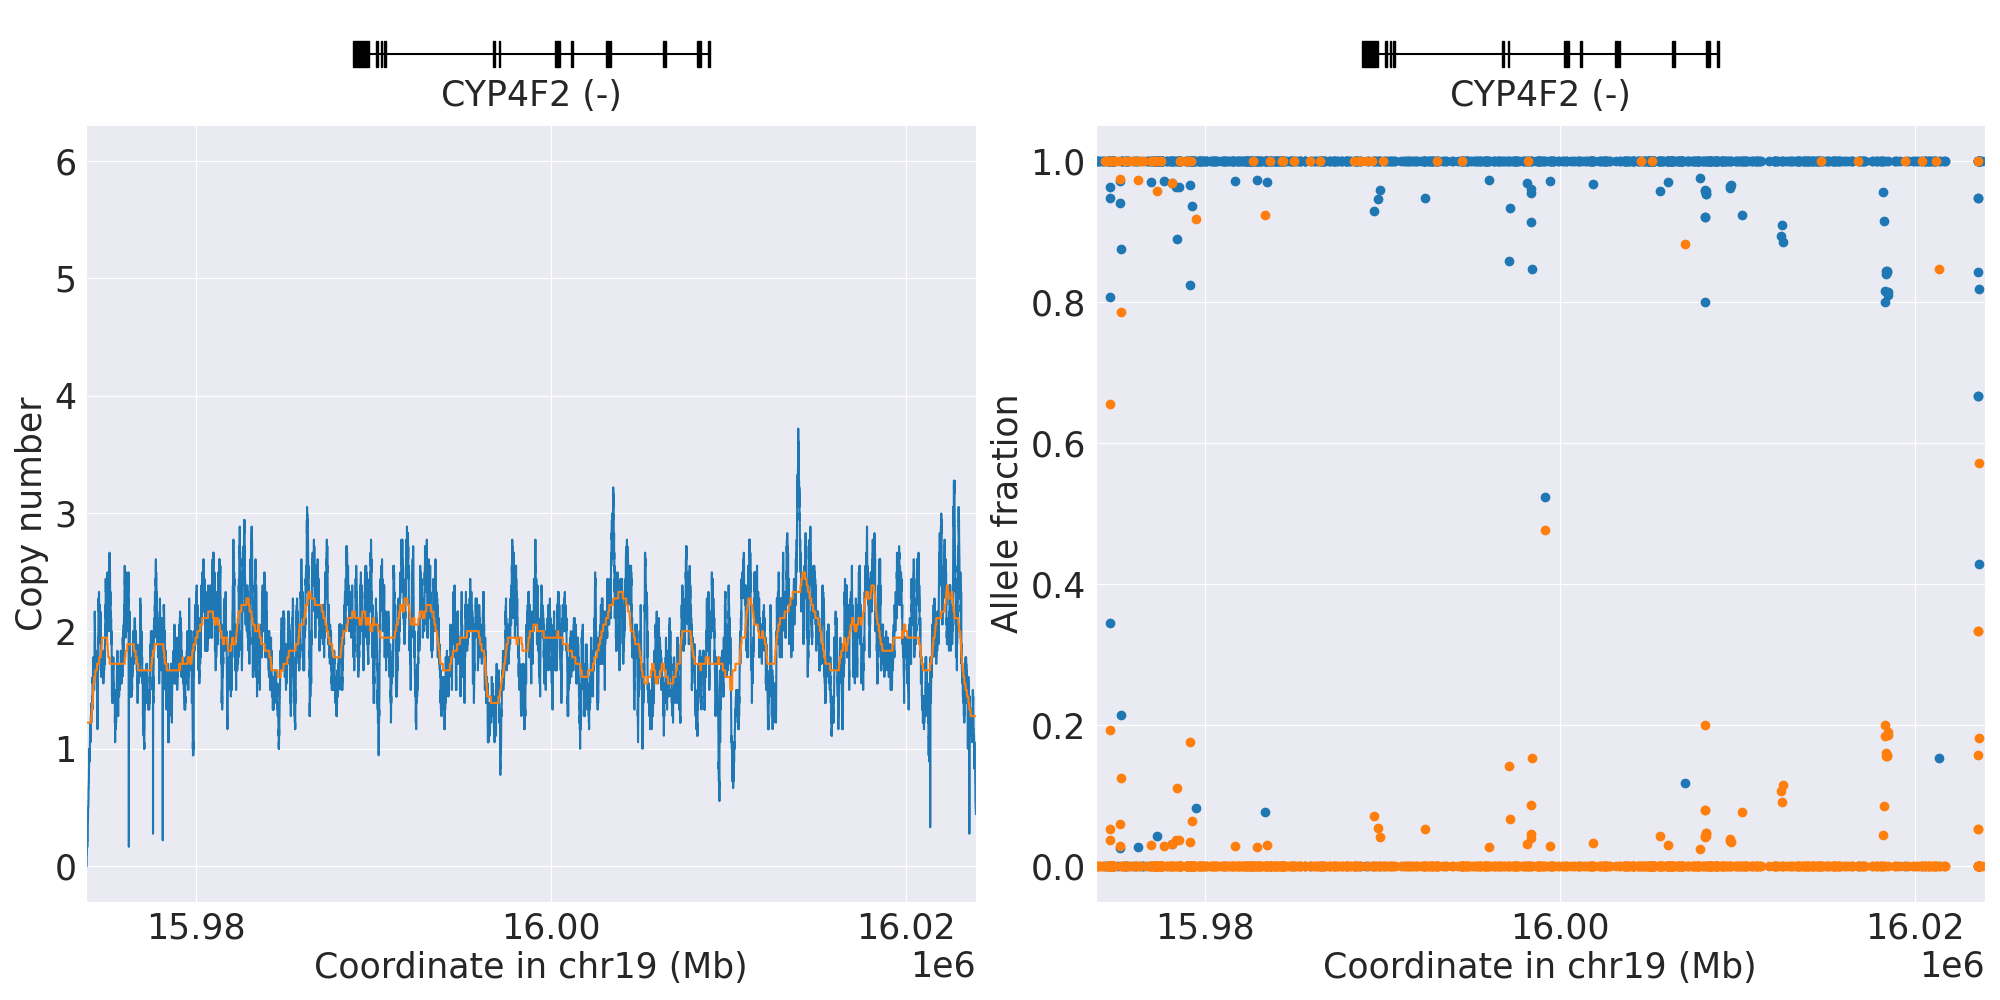 CYP4F2 (-)
6
5
4
3
2
1
0
Copy number
15.98 16.00 16.02
Coordinate in chr19 (Mb) 1e6
CYP4F2 (-)
1.0
0.8
0.6
0.4
0.2
0.0
Allele fraction
15.98 16.00 16.02
Coordinate in chr19 (Mb) 1e6